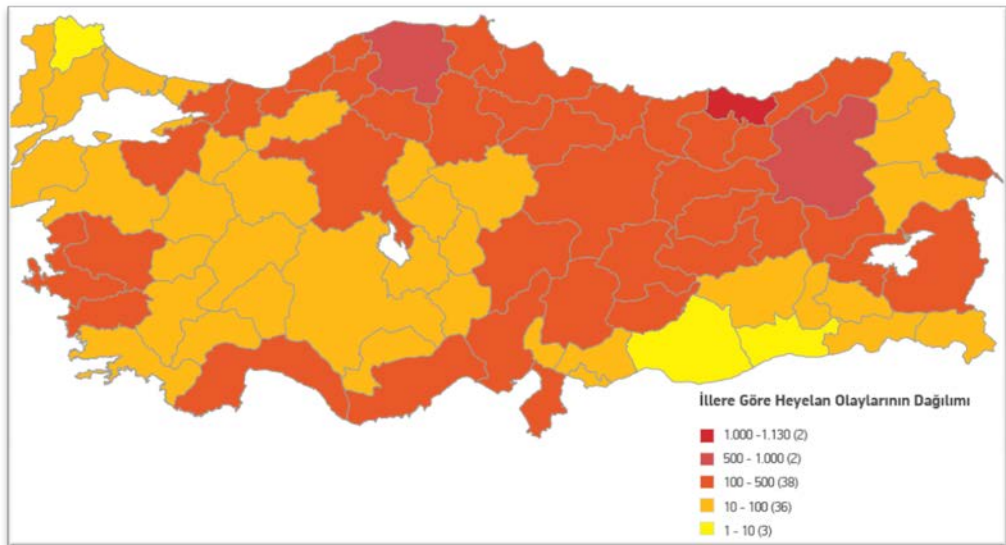 İllere Göre Heyelan Olaylarının Dağılımı
1.000 -1.130 (2)
500 - 1.000 (2)
100 - 500 (38)
10 - 100 (36)
1 - 10 (3)